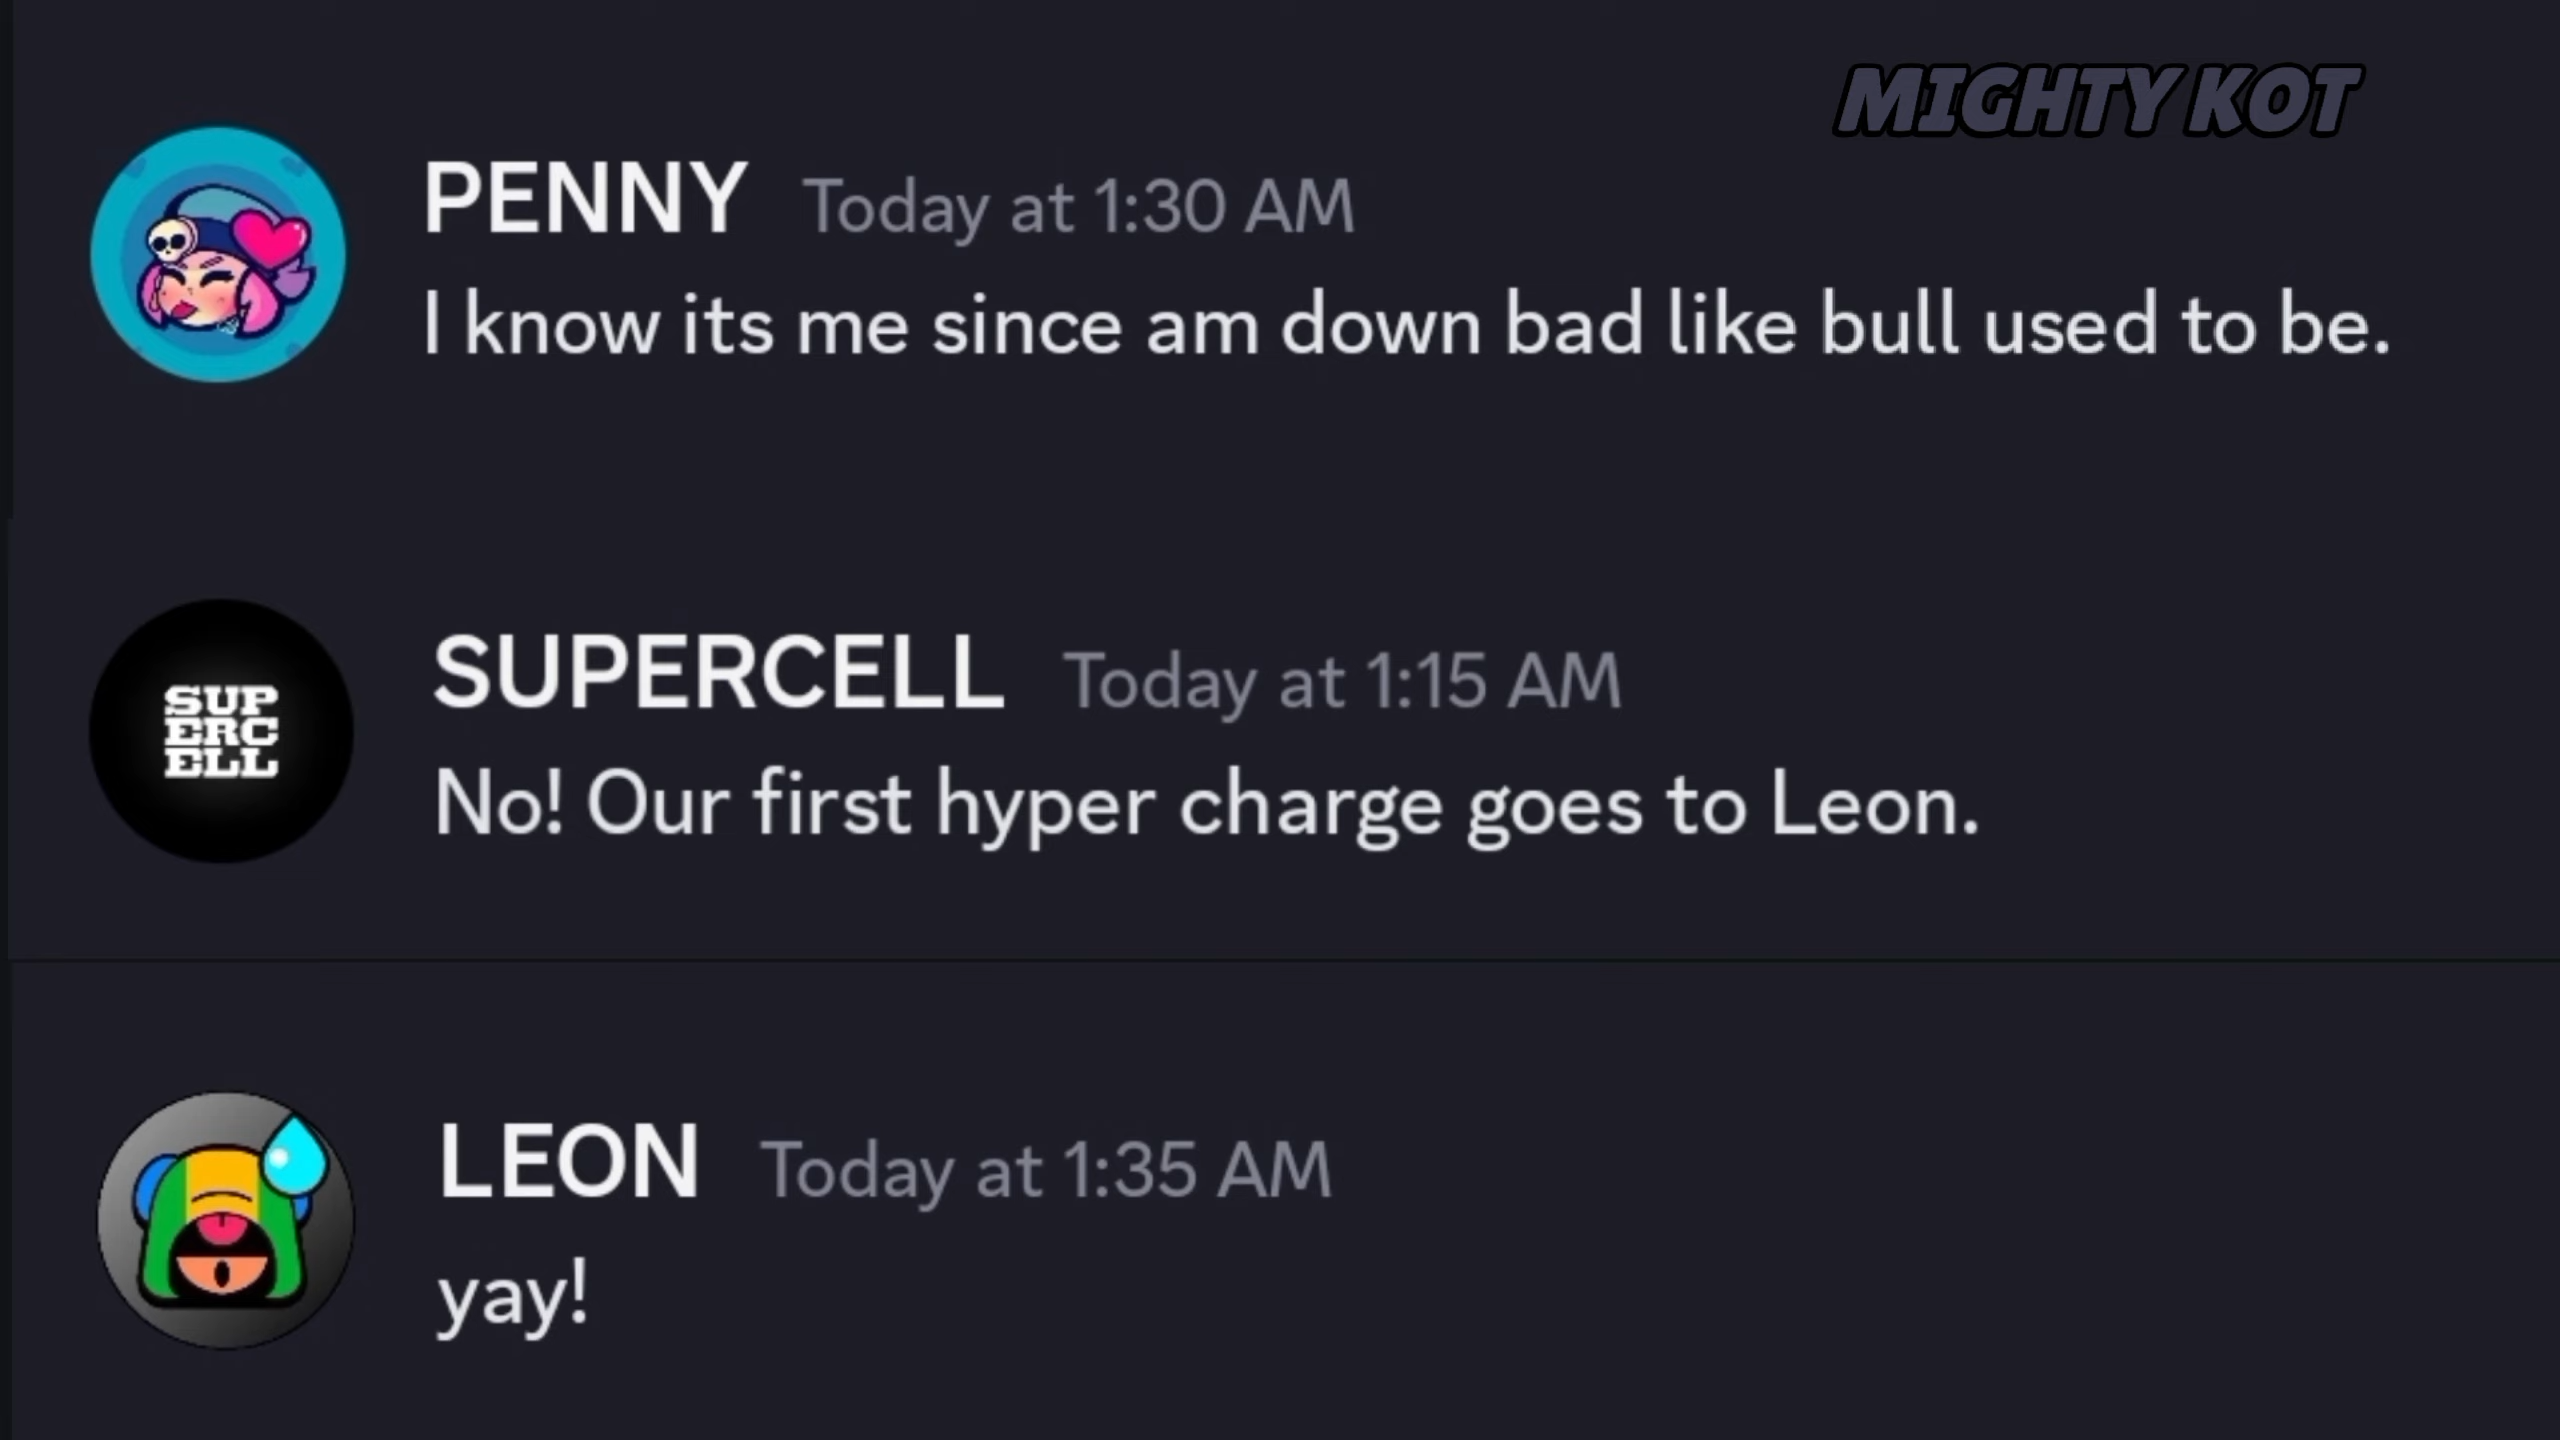 MIGHTY KOT
PENNY Today at 1:30 AM
I know its me since am down bad like bull used to be.
SUP
ERC
ELL
SUPERCELL Today at 1:15 AM
No! Our first hyper charge goes to Leon.
LEON Today at 1:35 AM
yay!